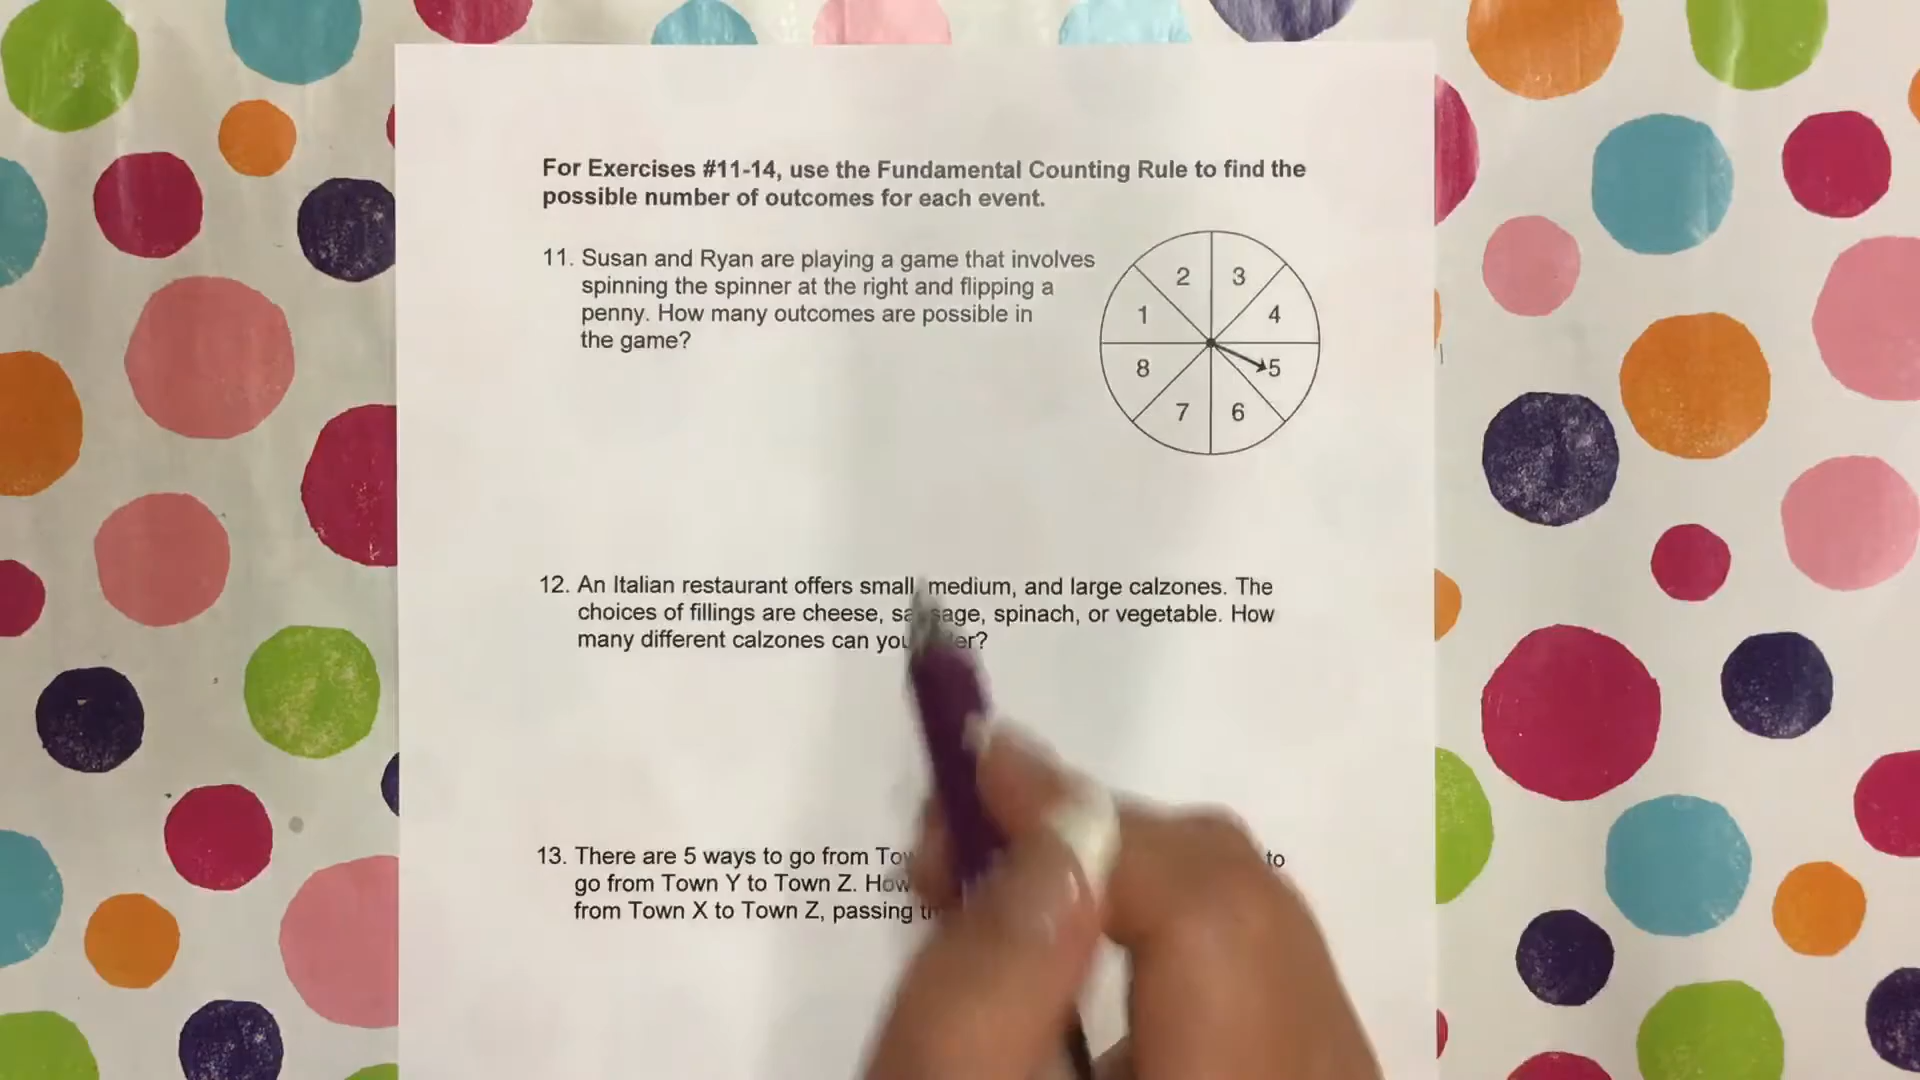 For Exercises #11-14, use the Fundamental Counting Rule to find the
possible number of outcomes for each event.
11. Susan and Ryan are playing a game that involves
spinning the spinner at the right and flipping a
penny. How many outcomes are possible in
the game?
2 3
1 4
8 5
7 6
12. An Italian restaurant offers small, medium, and large calzones. The
choices of fillings are cheese, sausage, spinach, or vegetable. How
many different calzones can you
13. There are 5 ways to go from to
go from Town Y to Town Z. How
from Town X to Town Z, passing